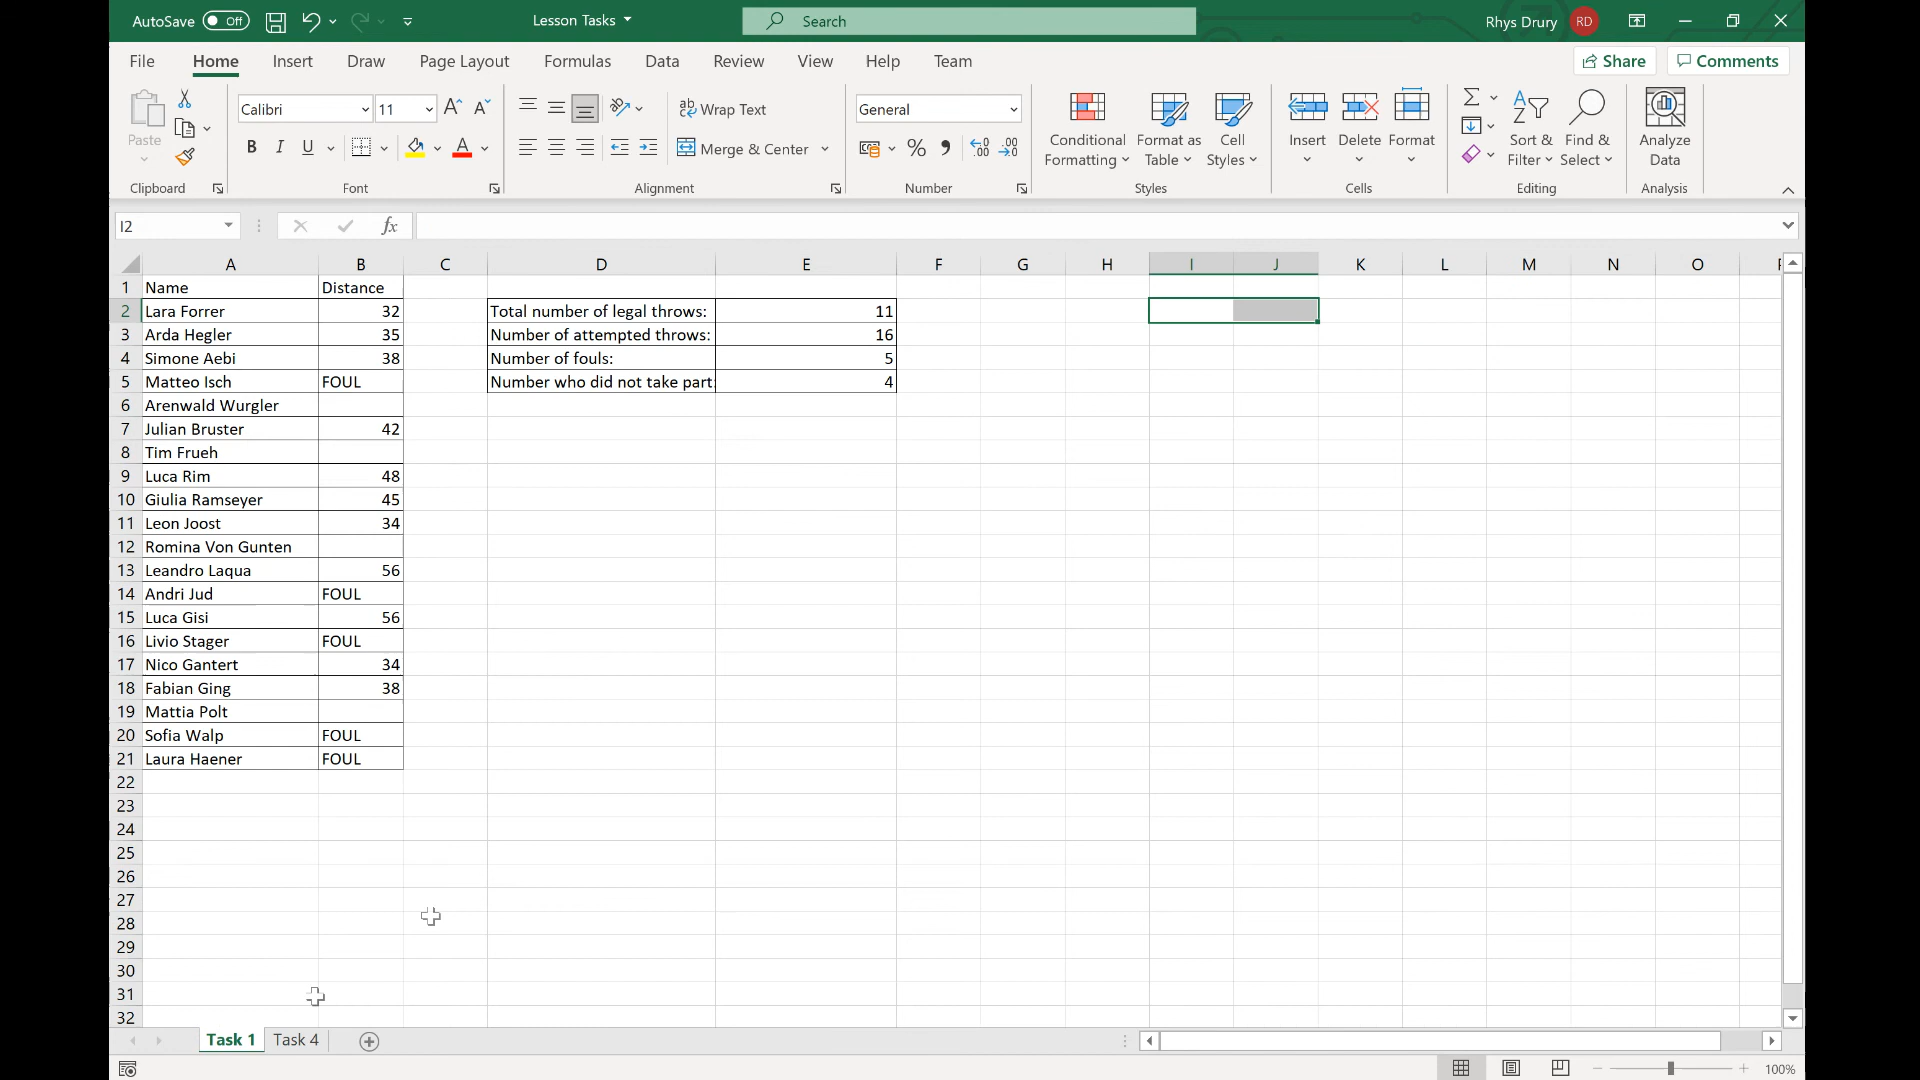 AutoSave Off Lesson Tasks Search Rhys Drury RD
File Home Insert Draw Page Layout Formulas Data Review View Help Team Share Comments
Paste Calibri 11 A A ab Wrap Text General Conditional Formatting Format as Table Cell Styles Insert Delete Format Sort & Filter Find & Select Analyze Data
B I U A Merge & Center %
Clipboard Font Alignment Number Styles Cells Editing Analysis
I2 fx
A B C D E F G H I J K L M N O
1 Name Distance
2 Lara Forrer 32 Total number of legal throws: 11
3 Arda Hegler 35 Number of attempted throws: 16
4 Simone Aebi 38 Number of fouls: 5
5 Matteo Isch FOUL Number who did not take part: 4
6 Arenwald Wurgler
7 Julian Bruster 42
8 Tim Frueh
9 Luca Rim 48
10 Giulia Ramseyer 45
11 Leon Joost 34
12 Romina Von Gunten
13 Leandro Laqua 56
14 Andri Jud FOUL
15 Luca Gisi 56
16 Livio Stager FOUL
17 Nico Gantert 34
18 Fabian Ging 38
19 Mattia Polt
20 Sofia Walp FOUL
21 Laura Haener FOUL
22
23
24
25
26
27
28
29
30
31
32
Task 1 Task 4
100%